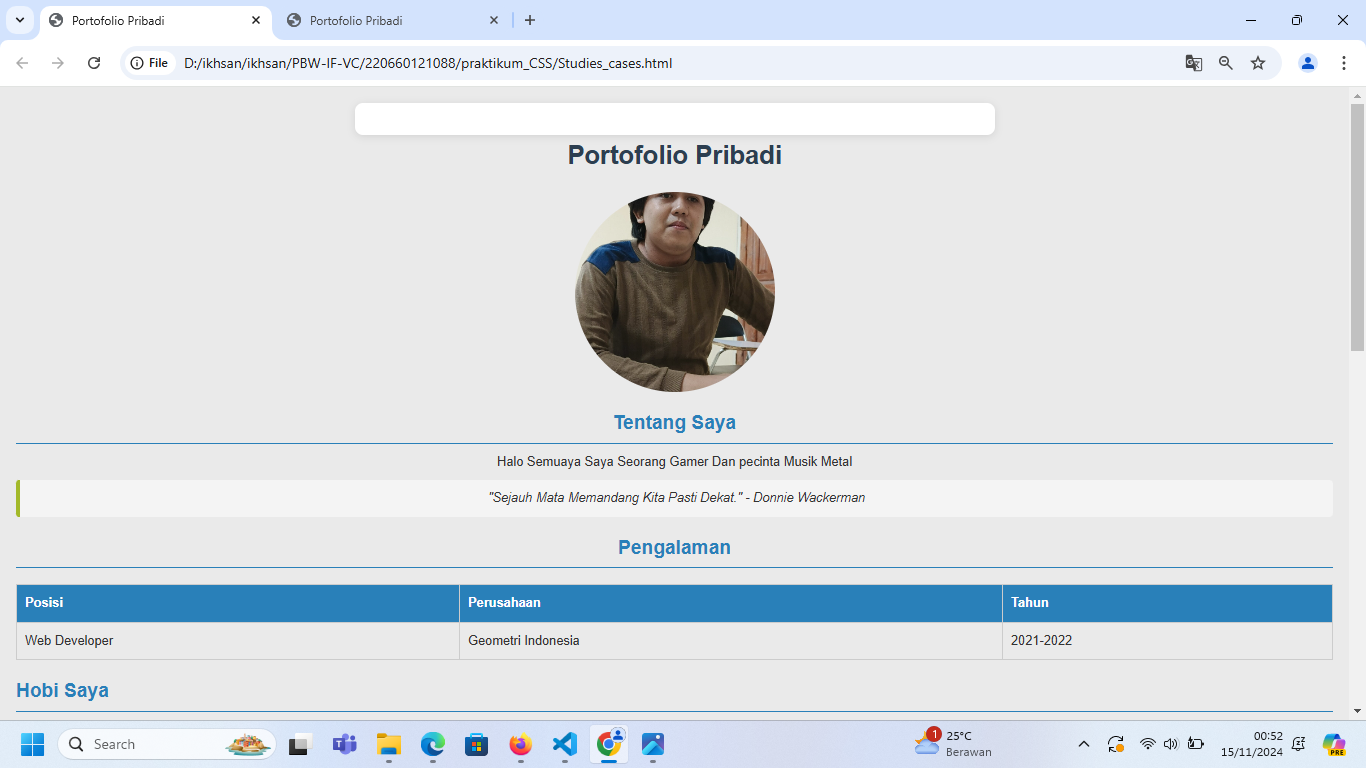 Portofolio Pribadi
Portofolio Pribadi
File
D:/ikhsan/ikhsan/PBW-IF-VC/220660121088/praktikum_CSS/Studies_cases.html
Portofolio Pribadi
Tentang Saya
Halo Semuaya Saya Seorang Gamer Dan pecinta Musik Metal
"Sejauh Mata Memandang Kita Pasti Dekat." - Donnie Wackerman
Pengalaman
Posisi Perusahaan Tahun
Web Developer Geometri Indonesia 2021-2022
Hobi Saya
Search
1
25°C
Berawan
00:52
15/11/2024
PRE